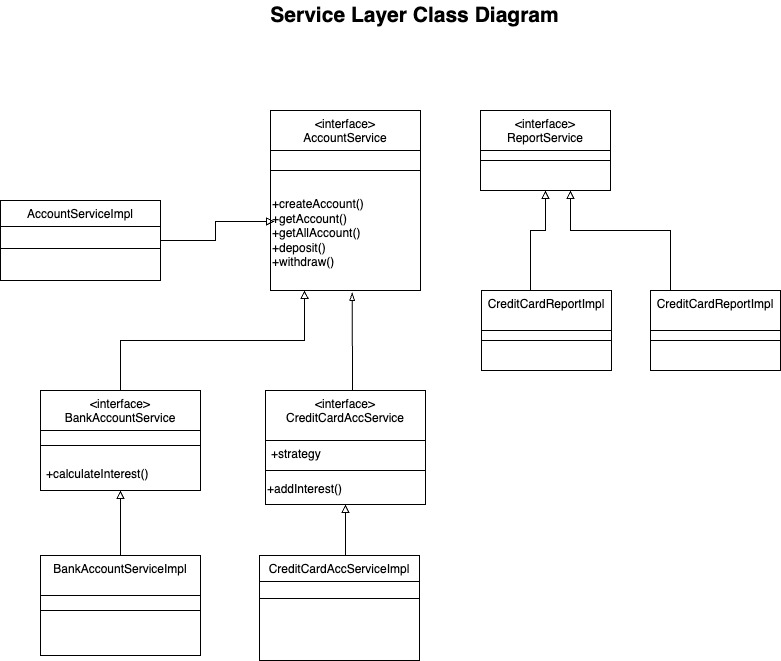 Service Layer Class Diagram
<interface>
AccountService
+createAccount()
+getAccount()
+getAllAccount()
+deposit()
+withdraw()
<interface>
ReportService
AccountServiceImpl
CreditCardReportImpl
CreditCardReportImpl
<interface>
BankAccountService
+calculateInterest()
<interface>
CreditCardAccService
+strategy
+addInterest()
BankAccountServiceImpl
CreditCardAccServiceImpl